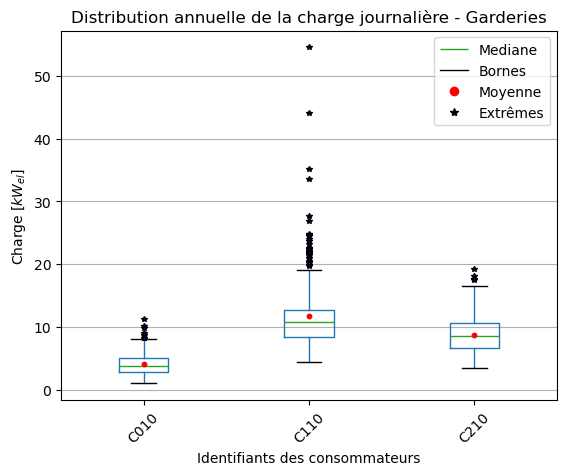 Distribution annuelle de la charge journalière - Garderies
Mediane
Bornes
Moyenne
Extrêmes
50
40
30
20
10
0
Charge [kW_{el}]
C010
C110
C210
Identifiants des consommateurs